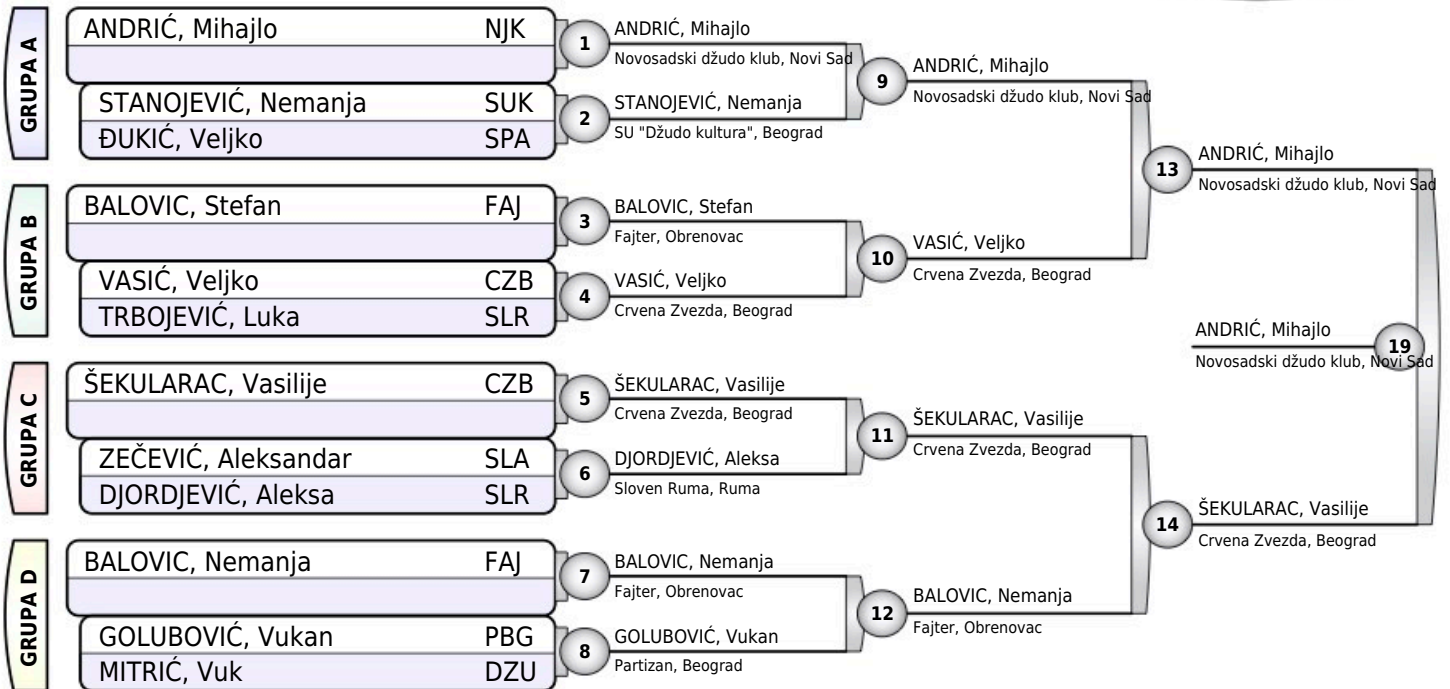 GRUPA A
ANDRIĆ, Mihajlo NJK
STANOJEVIĆ, Nemanja SUK
ĐUKIĆ, Veljko SPA
GRUPA B
BALOVIC, Stefan FAJ
VASIĆ, Veljko CZB
TRBOJEVIĆ, Luka SLR
GRUPA C
ŠEKULARAC, Vasilije CZB
ZEČEVIĆ, Aleksandar SLA
DJORDJEVIĆ, Aleksa SLR
GRUPA D
BALOVIC, Nemanja FAJ
GOLUBOVIĆ, Vukan PBG
MITRIĆ, Vuk DZU
1
ANDRIĆ, Mihajlo
Novosadski džudo klub, Novi Sad
2
STANOJEVIĆ, Nemanja
SU "Džudo kultura", Beograd
3
BALOVIC, Stefan
Fajter, Obrenovac
4
VASIĆ, Veljko
Crvena Zvezda, Beograd
5
ŠEKULARAC, Vasilije
Crvena Zvezda, Beograd
6
DJORDJEVIĆ, Aleksa
Sloven Ruma, Ruma
7
BALOVIC, Nemanja
Fajter, Obrenovac
8
GOLUBOVIĆ, Vukan
Partizan, Beograd
9
ANDRIĆ, Mihajlo
Novosadski džudo klub, Novi Sad
10
VASIĆ, Veljko
Crvena Zvezda, Beograd
11
ŠEKULARAC, Vasilije
Crvena Zvezda, Beograd
12
BALOVIC, Nemanja
Fajter, Obrenovac
13
ANDRIĆ, Mihajlo
Novosadski džudo klub, Novi Sad
14
ŠEKULARAC, Vasilije
Crvena Zvezda, Beograd
19
ANDRIĆ, Mihajlo
Novosadski džudo klub, Novi Sad